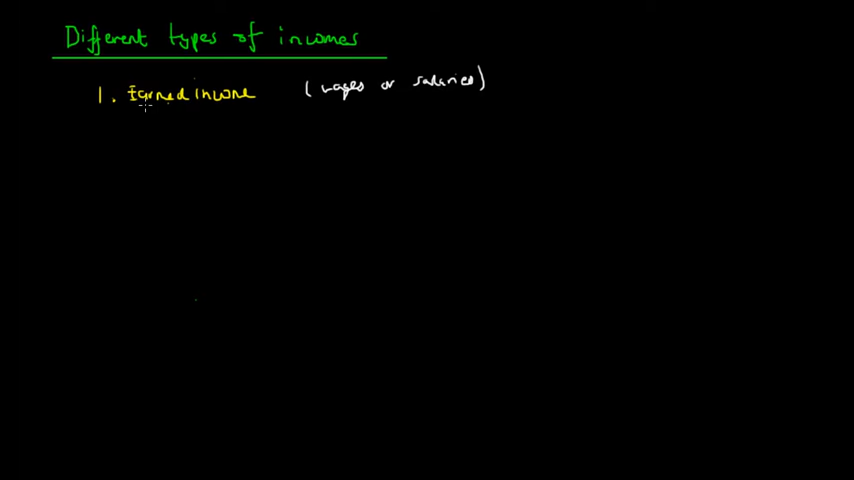 Different types of incomes
1. Earned income (wages or salaries)